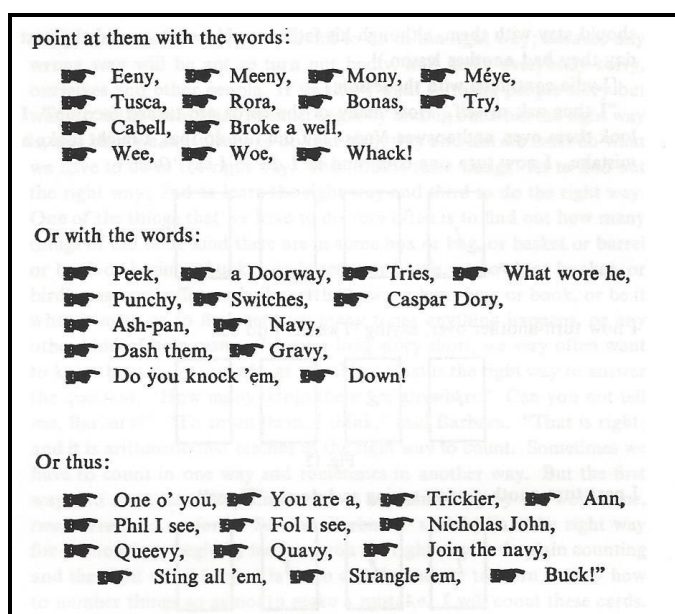 point at them with the words:
☛ Eeny, ☛ Meeny, ☛ Mony, ☛ Méye,
☛ Tusca, ☛ Rora, ☛ Bonas, ☛ Try,
☛ Cabell, ☛ Broke a well,
☛ Wee, ☛ Woe, ☛ Whack!
Or with the words:
☛ Peek, ☛ a Doorway, ☛ Tries, ☛ What wore he,
☛ Punchy, ☛ Switches, ☛ Caspar Dory,
☛ Ash-pan, ☛ Navy,
☛ Dash them, ☛ Gravy,
☛ Do you knock ’em, ☛ Down!
Or thus:
☛ One o’ you, ☛ You are a, ☛ Trickier, ☛ Ann,
☛ Phil I see, ☛ Fol I see, ☛ Nicholas John,
☛ Queevy, ☛ Quavy, ☛ Join the navy,
☛ Sting all ’em, ☛ Strangle ’em, ☛ Buck!”